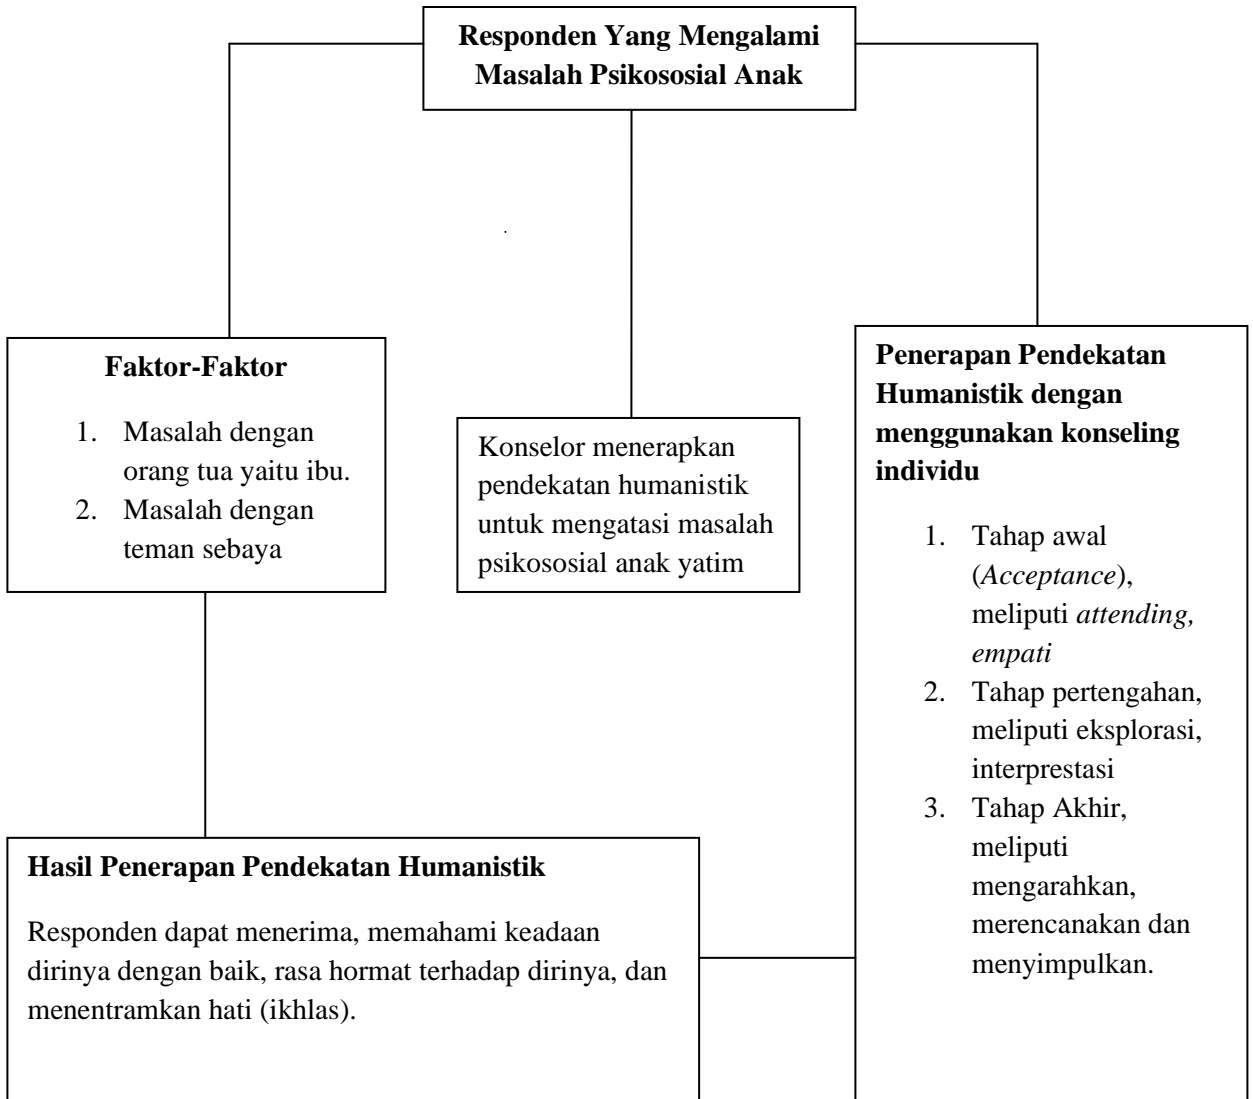 Responden Yang Mengalami
Masalah Psikososial Anak
Faktor-Faktor
1. Masalah dengan
orang tua yaitu ibu.
2. Masalah dengan
teman sebaya
Konselor menerapkan
pendekatan humanistik
untuk mengatasi masalah
psikososial anak yatim
Penerapan Pendekatan
Humanistik dengan
menggunakan konseling
individu
1. Tahap awal
(Acceptance),
meliputi attending,
empati
2. Tahap pertengahan,
meliputi eksplorasi,
interprestasi
3. Tahap Akhir,
meliputi
mengarahkan,
merencanakan dan
menyimpulkan.
Hasil Penerapan Pendekatan Humanistik
Responden dapat menerima, memahami keadaan
dirinya dengan baik, rasa hormat terhadap dirinya, dan
menentramkan hati (ikhlas).